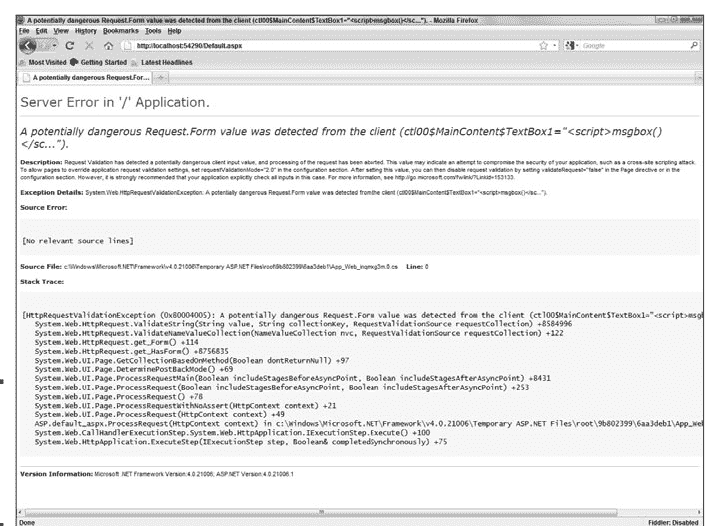 A potentially dangerous Request.Form value was detected from the client (ctl00$MainContent$TextBox1="<script>msgbox()</sc..."). - Mozilla Firefox
File Edit View History Bookmarks Tools Help
http://localhost:54290/Default.aspx
Google
Most Visited Getting Started Latest Headlines
A potentially dangerous Request.For...
Server Error in '/' Application.
A potentially dangerous Request.Form value was detected from the client (ctl00$MainContent$TextBox1="<script>msgbox()
</sc...").
Description: Request Validation has detected a potentially dangerous client input value, and processing of the request has been aborted. This value may indicate an attempt to compromise the security of your application, such as a cross-site scripting attack.
To allow pages to override application request validation settings, set requestValidationMode="2.0" in the configuration section. After setting this value, you can then disable request validation by setting validateRequest="false" in the Page directive or in the
configuration section. However, it is strongly recommended that your application explicitly check all inputs in this case. For more information, see http://go.microsoft.com/fwlink/?LinkId=153133.
Exception Details: System.Web.HttpRequestValidationException: A potentially dangerous Request.Form value was detected from the client (ctl00$MainContent$TextBox1="<script>msgbox()</sc...").
Source Error:
[No relevant source lines]
Source File: c:\Windows\Microsoft.NET\Framework\v4.0.21006\Temporary ASP.NET Files\root\9b802399\6aa3deb1\App_Web_inqmxg3m.0.cs Line: 0
Stack Trace:
[HttpRequestValidationException (0x80004005): A potentially dangerous Request.Form value was detected from the client (ctl00$MainContent$TextBox1="<script>msgb
System.Web.HttpRequest.ValidateString(String value, String collectionKey, RequestValidationSource requestCollection) +8584996
System.Web.HttpRequest.ValidateNameValueCollection(NameValueCollection nvc, RequestValidationSource requestCollection) +122
System.Web.HttpRequest.get_Form() +114
System.Web.HttpRequest.get_HasForm() +8756835
System.Web.UI.Page.GetCollectionBasedOnMethod(Boolean dontReturnNull) +97
System.Web.UI.Page.DeterminePostBackMode() +69
System.Web.UI.Page.ProcessRequestMain(Boolean includeStagesBeforeAsyncPoint, Boolean includeStagesAfterAsyncPoint) +8431
System.Web.UI.Page.ProcessRequest(Boolean includeStagesBeforeAsyncPoint, Boolean includeStagesAfterAsyncPoint) +253
System.Web.UI.Page.ProcessRequest() +78
System.Web.UI.Page.ProcessRequestWithNoAssert(HttpContext context) +21
System.Web.UI.Page.ProcessRequest(HttpContext context) +49
ASP.default_aspx.ProcessRequest(HttpContext context) in c:\Windows\Microsoft.NET\Framework\v4.0.21006\Temporary ASP.NET Files\root\9b802399\6aa3deb1\App_Web
System.Web.CallHandlerExecutionStep.System.Web.HttpApplication.IExecutionStep.Execute() +100
System.Web.HttpApplication.ExecuteStep(IExecutionStep step, Boolean& completedSynchronously) +75
Version Information: Microsoft .NET Framework Version:4.0.21006; ASP.NET Version:4.0.21006.1
Done
Fiddler: Disabled